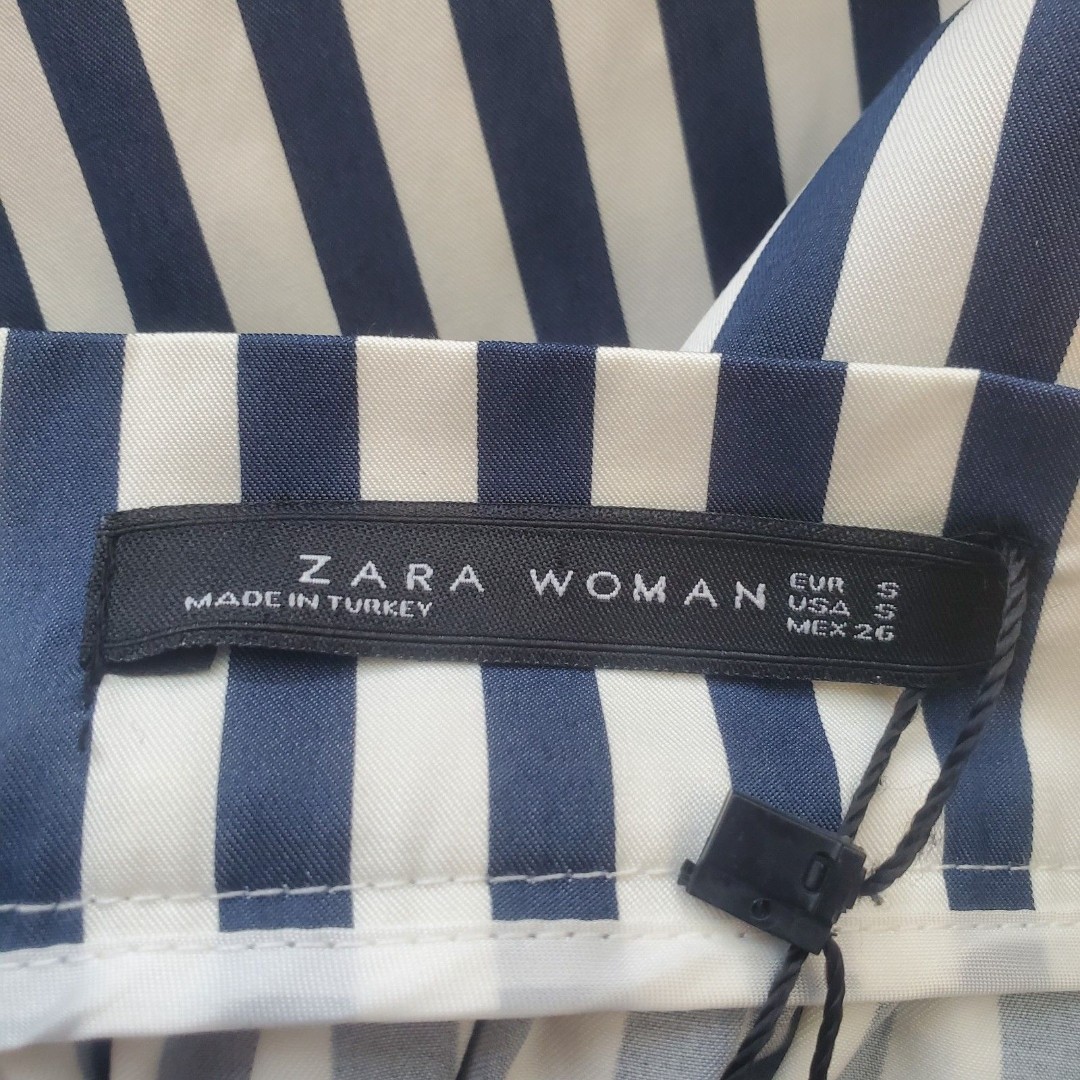 ZARA WOMAN
MADE IN TURKEY
EUR S
USA S
MEX 26